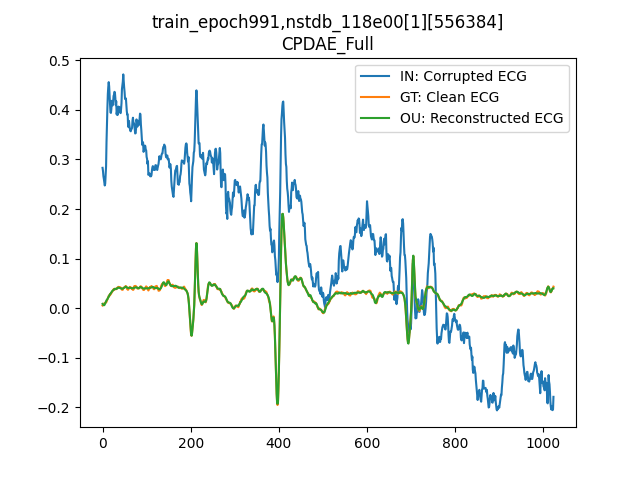 train_epoch991,nstdb_118e00[1][556384]
CPDAE_Full
IN: Corrupted ECG
GT: Clean ECG
OU: Reconstructed ECG
0.5
0.4
0.3
0.2
0.1
0.0
−0.1
−0.2
0 200 400 600 800 1000